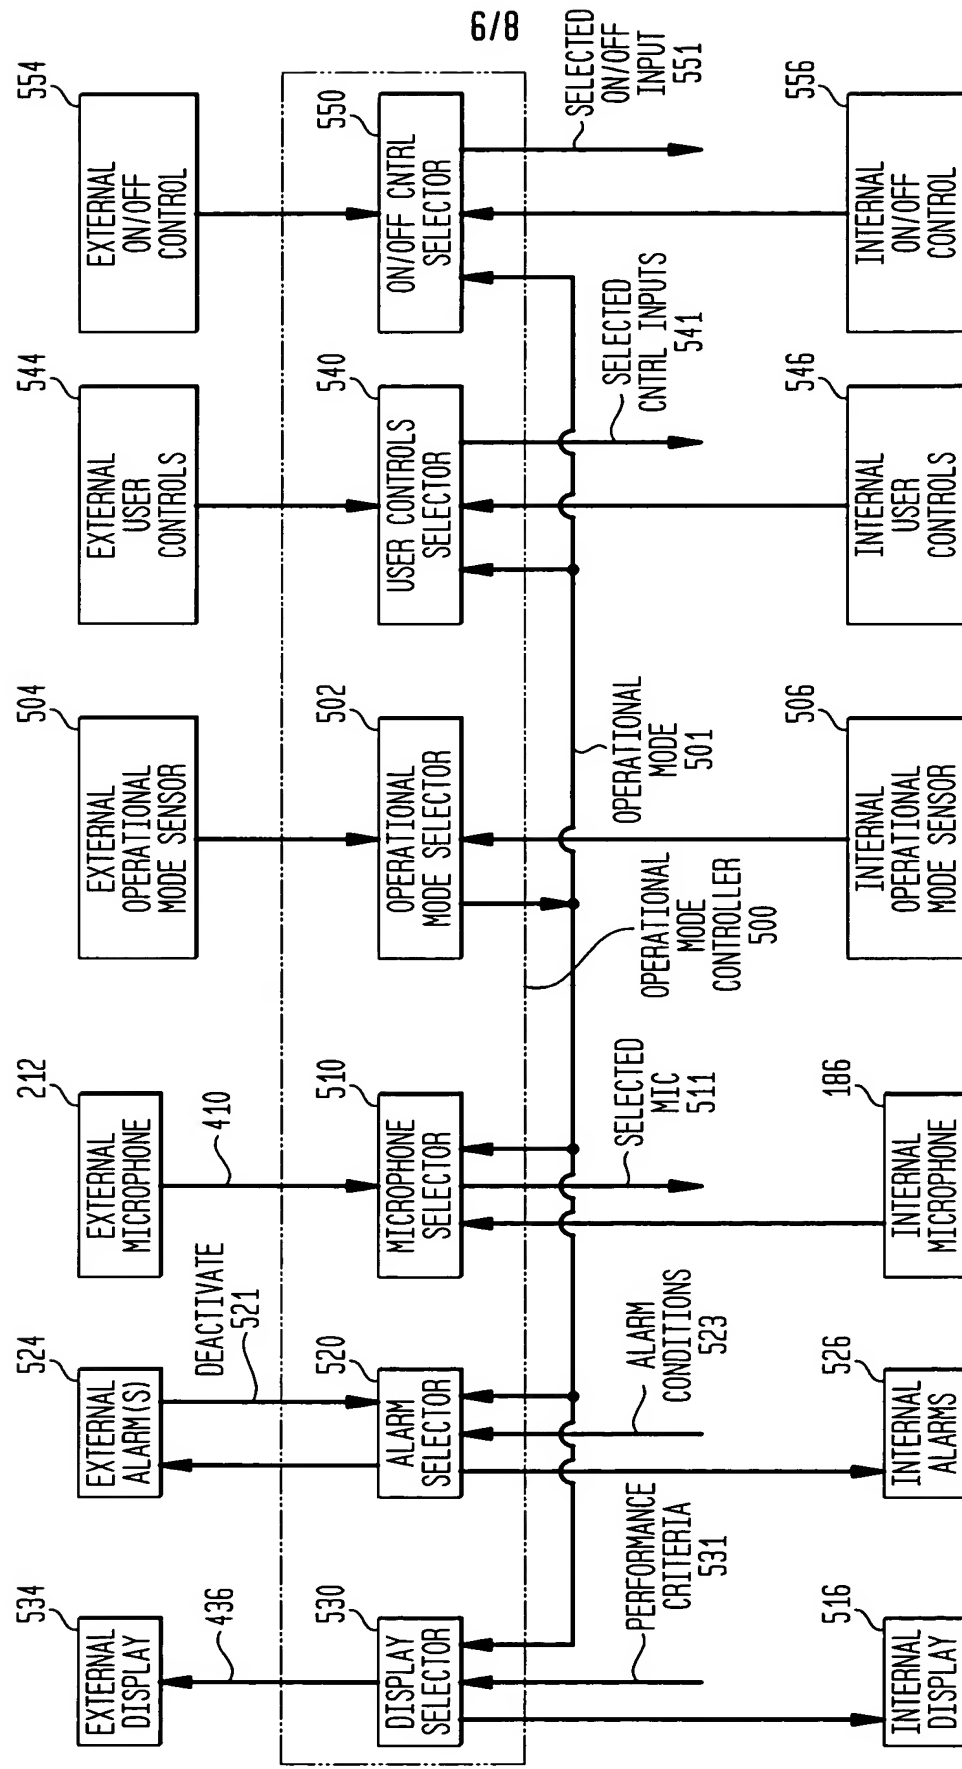 6/8
534
EXTERNAL
DISPLAY
524
EXTERNAL
ALARM(S)
212
EXTERNAL
MICROPHONE
504
EXTERNAL
OPERATIONAL
MODE SENSOR
544
EXTERNAL
USER
CONTROLS
554
EXTERNAL
ON/OFF
CONTROL
436
DEACTIVATE
521
410
530
DISPLAY
SELECTOR
520
ALARM
SELECTOR
510
MICROPHONE
SELECTOR
502
OPERATIONAL
MODE SELECTOR
540
USER CONTROLS
SELECTOR
550
ON/OFF CNTRL
SELECTOR
PERFORMANCE
CRITERIA
531
ALARM
CONDITIONS
523
SELECTED
MIC
511
OPERATIONAL
MODE
CONTROLLER
500
OPERATIONAL
MODE
501
SELECTED
CNTRL INPUTS
541
SELECTED
ON/OFF
INPUT
551
516
INTERNAL
DISPLAY
526
INTERNAL
ALARMS
186
INTERNAL
MICROPHONE
506
INTERNAL
OPERATIONAL
MODE SENSOR
546
INTERNAL
USER
CONTROLS
556
INTERNAL
ON/OFF
CONTROL